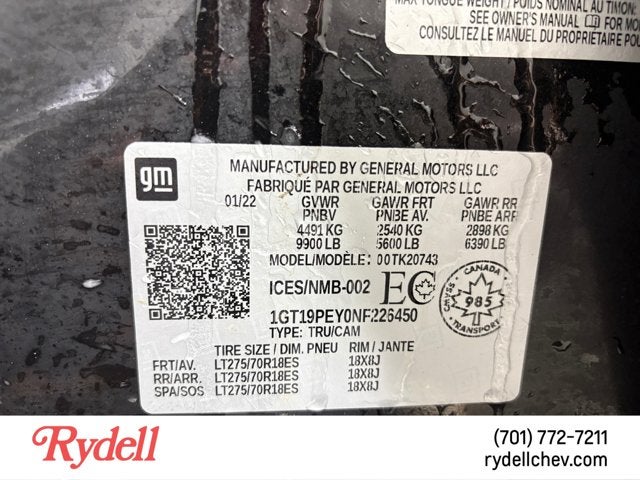 MAX TONGUE WEIGHT / POIDS NOMINAL AU TIMON:
SEE OWNER'S MANUAL FOR MO
CONSULTEZ LE MANUEL DU PROPRIÉTAIRE POU
gm
MANUFACTURED BY GENERAL MOTORS LLC
FABRIQUÉ PAR GENERAL MOTORS LLC
01/22 GVWR GAWR FRT GAWR RR
PNBV PNBE AV. PNBE ARR
4491 KG 2540 KG 2898 KG
9900 LB 5600 LB 6390 LB
MODEL/MODÈLE: 00TK20743
ICES/NMB-002 EC
CANADA
CMVSS 985 NSVAC
TRANSPORT
1GT19PEY0NF226450
TYPE: TRU/CAM
TIRE SIZE / DIM. PNEU RIM / JANTE
FRT/AV. LT275/70R18ES 18X8J
RR/ARR. LT275/70R18ES 18X8J
SPA/SOS LT275/70R18ES 18X8J
Rydell
(701) 772-7211
rydellchev.com